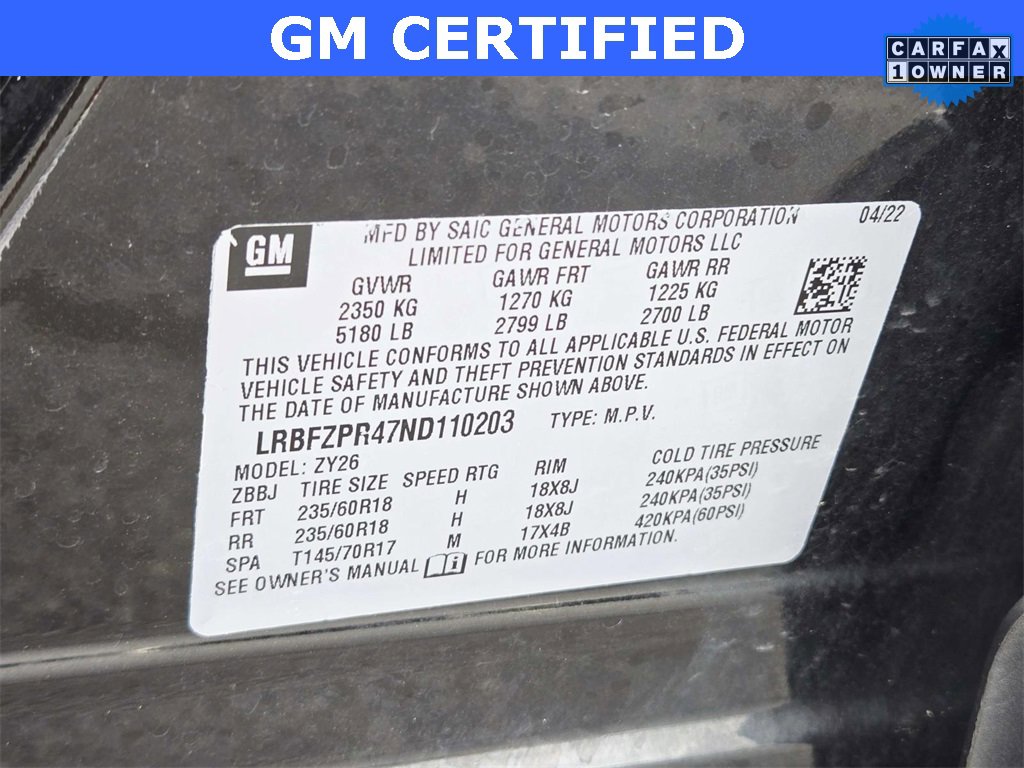 GM CERTIFIED
CARFAX
1 OWNER
GM
MFD BY SAIC GENERAL MOTORS CORPORATION 04/22
LIMITED FOR GENERAL MOTORS LLC
GVWR GAWR FRT GAWR RR
2350 KG 1270 KG 1225 KG
5180 LB 2799 LB 2700 LB
THIS VEHICLE CONFORMS TO ALL APPLICABLE U.S. FEDERAL MOTOR
VEHICLE SAFETY AND THEFT PREVENTION STANDARDS IN EFFECT ON
THE DATE OF MANUFACTURE SHOWN ABOVE.
LRBFZPR47ND110203 TYPE: M.P.V.
MODEL: ZY26
ZBBJ TIRE SIZE SPEED RTG RIM COLD TIRE PRESSURE
FRT 235/60R18 H 18X8J 240KPA(35PSI)
RR 235/60R18 H 18X8J 240KPA(35PSI)
SPA T145/70R17 M 17X4B 420KPA(60PSI)
SEE OWNER'S MANUAL i FOR MORE INFORMATION.